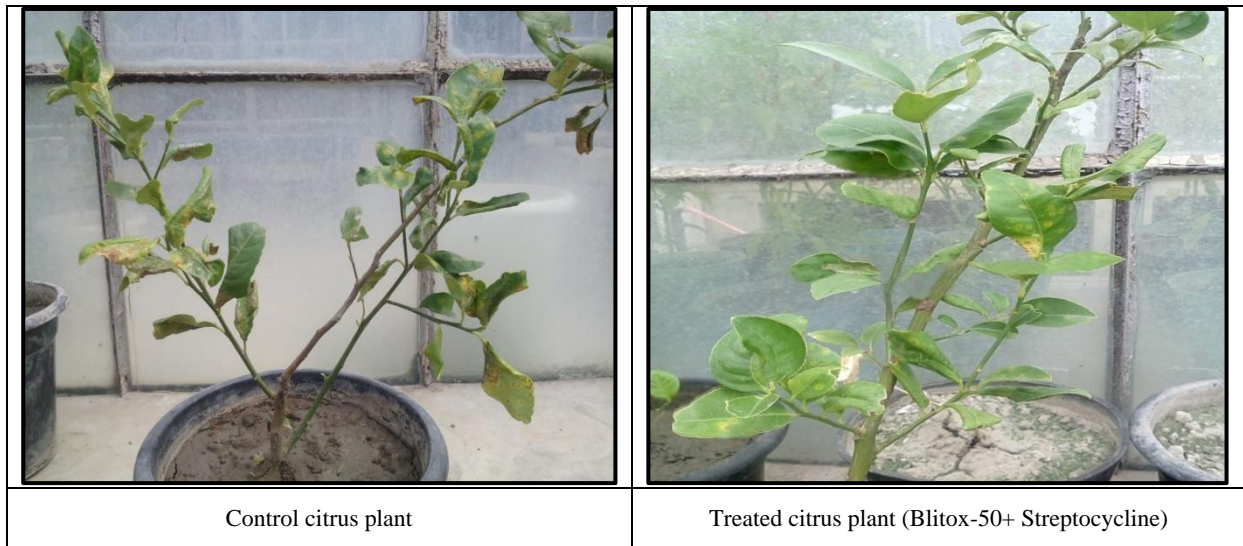 Control citrus plant
Treated citrus plant (Blitox-50+ Streptocycline)